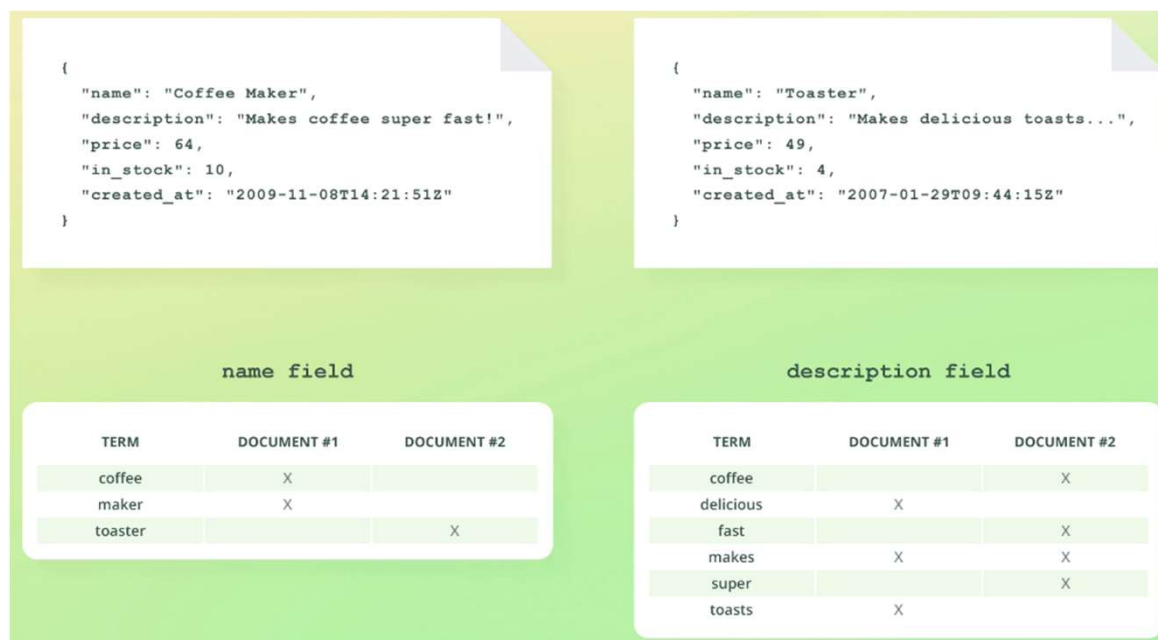 {
"name": "Coffee Maker",
"description": "Makes coffee super fast!",
"price": 64,
"in_stock": 10,
"created_at": "2009-11-08T14:21:51Z"
}
{
"name": "Toaster",
"description": "Makes delicious toasts...",
"price": 49,
"in_stock": 4,
"created_at": "2007-01-29T09:44:15Z"
}
name field
TERM DOCUMENT #1 DOCUMENT #2
coffee X
maker X
toaster X
description field
TERM DOCUMENT #1 DOCUMENT #2
coffee X
delicious X
fast X
makes X X
super X
toasts X